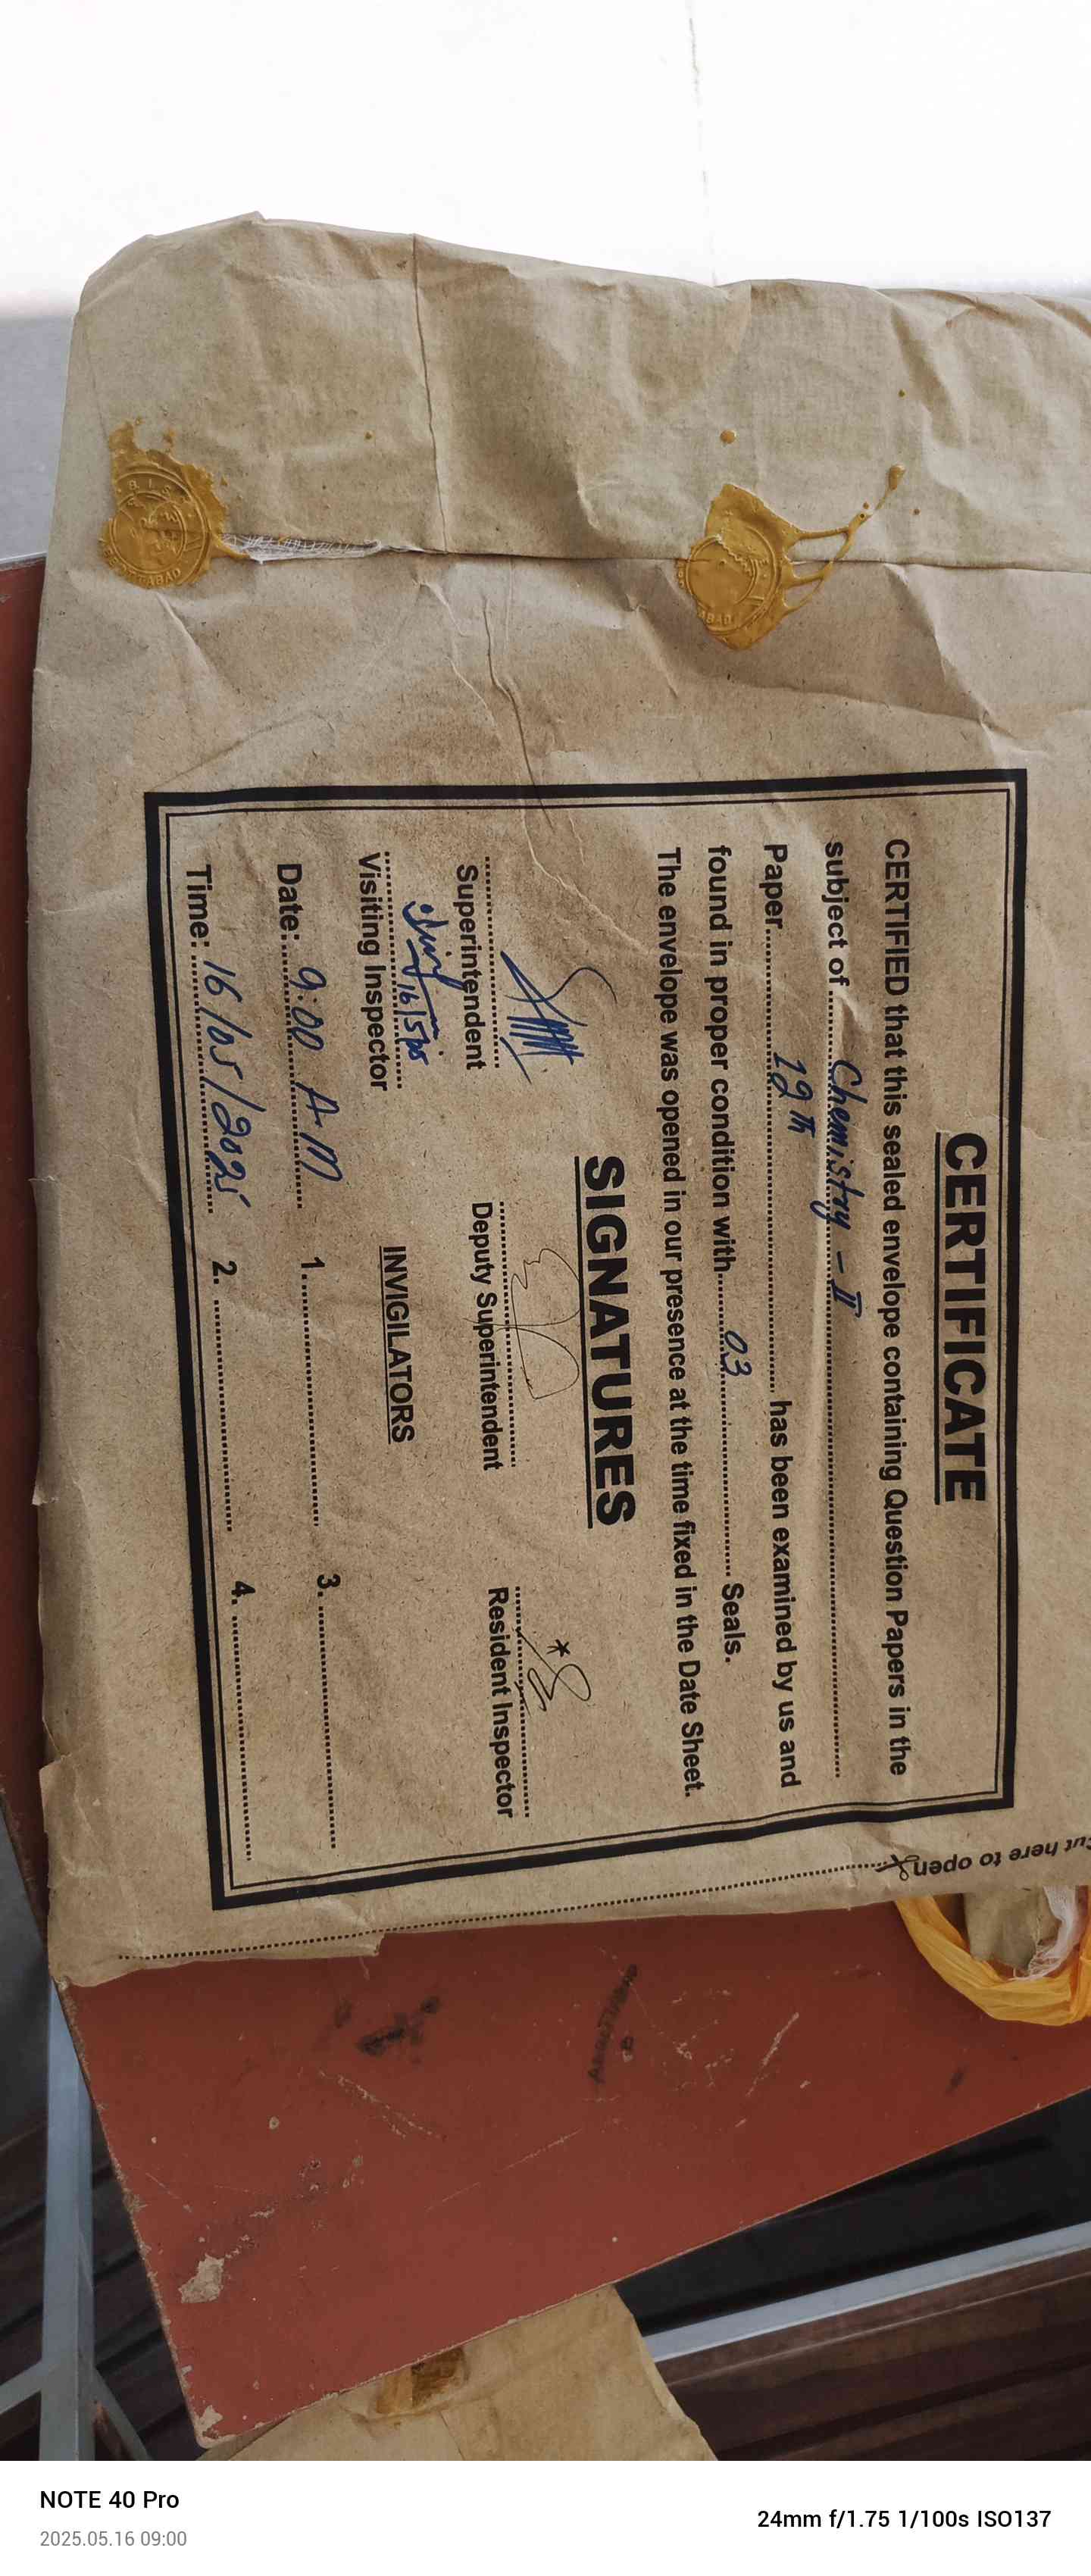 CERTIFICATE
CERTIFIED that this sealed envelope containing Question Papers in the
subject of ........ Chemistry - II ........
Paper ........ 12th ........ has been examined by us and
found in proper condition with ........ 03 ........ Seals.
The envelope was opened in our presence at the time fixed in the Date Sheet.
SIGNATURES
Superintendent Deputy Superintendent Resident Inspector
16/5/25
Visiting Inspector INVIGILATORS
Date: 9:00 AM 1. ........ 3. ........
Time: 16/05/2025 2. ........ 4. ........
Cut here to open
NOTE 40 Pro
2025.05.16 09:00
24mm f/1.75 1/100s ISO137